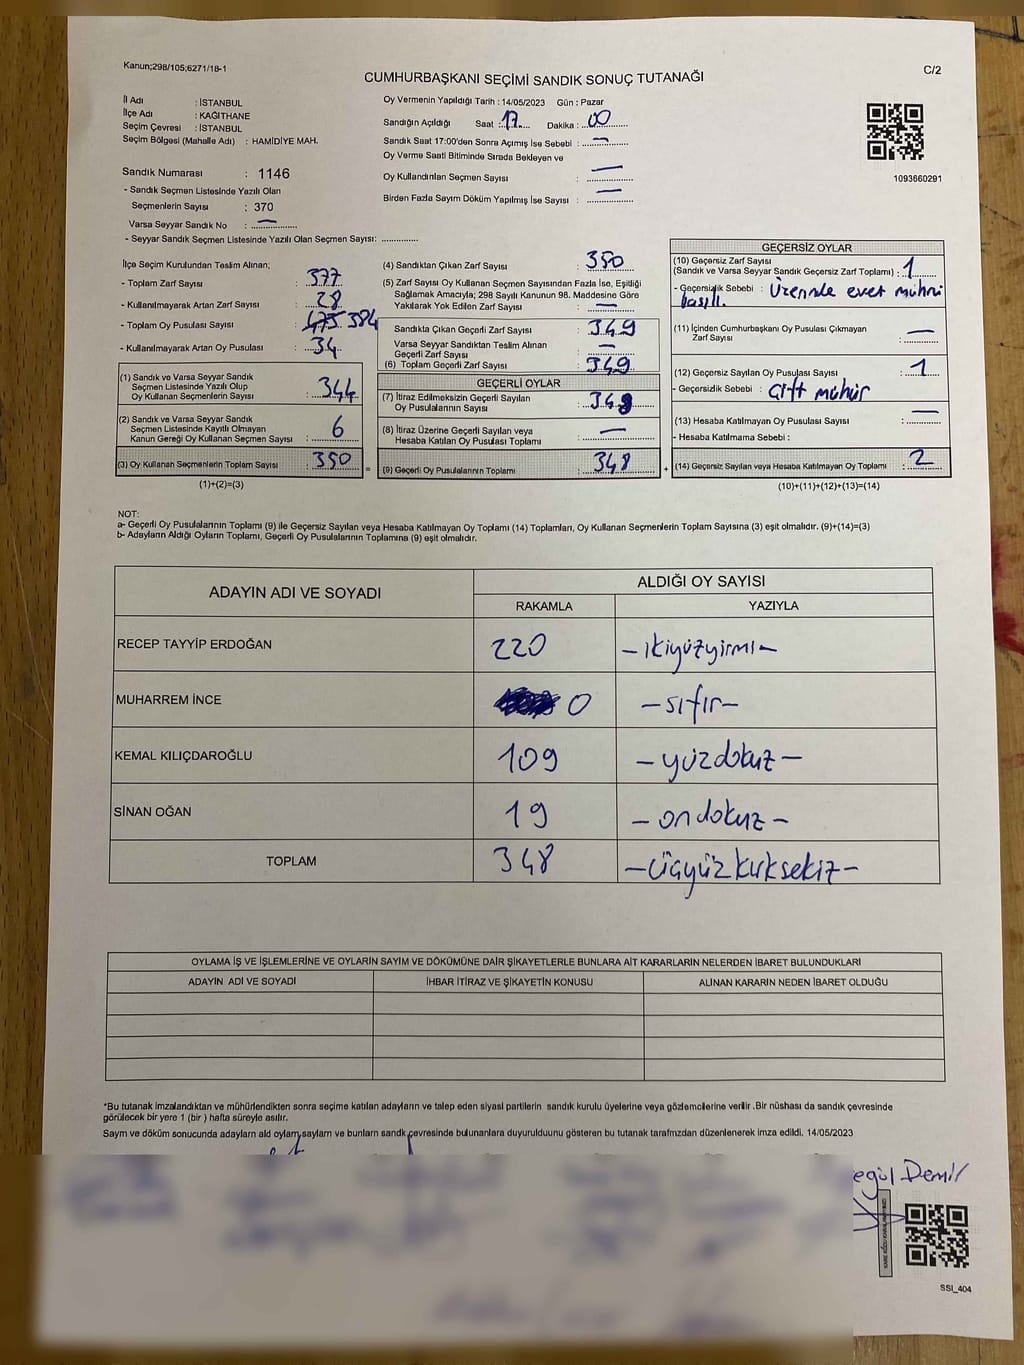 Kanun;298/105;6271/18-1
C/2
CUMHURBAŞKANI SEÇİMİ SANDIK SONUÇ TUTANAĞI
İl Adı : İSTANBUL
İlçe Adı : KAĞITHANE
Seçim Çevresi : İSTANBUL
Seçim Bölgesi (Mahalle Adı) : HAMİDİYE MAH.
Sandık Numarası : 1146
- Sandık Seçmen Listesinde Yazılı Olan
Seçmenlerin Sayısı : 370
Varsa Seyyar Sandık No : —
- Seyyar Sandık Seçmen Listesinde Yazılı Olan Seçmen Sayısı: ..............
Oy Vermenin Yapıldığı Tarih : 14/05/2023 Gün : Pazar
Sandığın Açıldığı Saat : 17 Dakika : 00
Sandık Saat 17:00'den Sonra Açılmış İse Sebebi : —
Oy Verme Saati Bitiminde Sırada Bekleyen ve
Oy Kullandırılan Seçmen Sayısı : —
Birden Fazla Sayım Döküm Yapılmış İse Sayısı : —
1093660291
İlçe Seçim Kurulundan Teslim Alınan;
- Toplam Zarf Sayısı : 377
- Kullanılmayarak Artan Zarf Sayısı : 28
- Toplam Oy Pusulası Sayısı : 384
- Kullanılmayarak Artan Oy Pusulası : 34
(1) Sandık ve Varsa Seyyar Sandık
Seçmen Listesinde Yazılı Olup
Oy Kullanan Seçmenlerin Sayısı : 344
(2) Sandık ve Varsa Seyyar Sandık
Seçmen Listesinde Kayıtlı Olmayan
Kanun Gereği Oy Kullanan Seçmen Sayısı : 6
(3) Oy Kullanan Seçmenlerin Toplam Sayısı : 350
(1)+(2)=(3)
(4) Sandıktan Çıkan Zarf Sayısı : 350
(5) Zarf Sayısı Oy Kullanan Seçmen Sayısından Fazla İse, Eşitliği
Sağlamak Amacıyla; 298 Sayılı Kanunun 98. Maddesine Göre
Yakılarak Yok Edilen Zarf Sayısı : —
Sandıkta Çıkan Geçerli Zarf Sayısı : 349
Varsa Seyyar Sandıktan Teslim Alınan
Geçerli Zarf Sayısı : —
(6) Toplam Geçerli Zarf Sayısı : 349
GEÇERLİ OYLAR
(7) İtiraz Edilmeksizin Geçerli Sayılan
Oy Pusulalarının Sayısı : 348
(8) İtiraz Üzerine Geçerli Sayılan veya
Hesaba Katılan Oy Pusulası Toplamı : —
= (9) Geçerli Oy Pusulalarının Toplamı : 348 +
GEÇERSİZ OYLAR
(10) Geçersiz Zarf Sayısı
(Sandık ve Varsa Seyyar Sandık Geçersiz Zarf Toplamı) : 1
- Geçersizlik Sebebi : Üzerinde evet mührü
basılı.
(11) İçinden Cumhurbaşkanı Oy Pusulası Çıkmayan
Zarf Sayısı : —
(12) Geçersiz Sayılan Oy Pusulası Sayısı : 1
- Geçersizlik Sebebi : Çift mühür
(13) Hesaba Katılmayan Oy Pusulası Sayısı : —
- Hesaba Katılmama Sebebi :
(14) Geçersiz Sayılan veya Hesaba Katılmayan Oy Toplamı : 2
(10)+(11)+(12)+(13)=(14)
NOT:
a- Geçerli Oy Pusulalarının Toplamı (9) ile Geçersiz Sayılan veya Hesaba Katılmayan Oy Toplamı (14) Toplamları, Oy Kullanan Seçmenlerin Toplam Sayısına (3) eşit olmalıdır. (9)+(14)=(3)
b- Adayların Aldığı Oyların Toplamı, Geçerli Oy Pusulalarının Toplamına (9) eşit olmalıdır.
ADAYIN ADI VE SOYADI
ALDIĞI OY SAYISI
RAKAMLA YAZIYLA
RECEP TAYYİP ERDOĞAN 220 -ikiyüzyirmi-
MUHARREM İNCE 0 -sıfır-
KEMAL KILIÇDAROĞLU 109 -yüzdokuz-
SİNAN OĞAN 19 -ondokuz-
TOPLAM 348 -üçyüzkırksekiz-
OYLAMA İŞ VE İŞLEMLERİNE VE OYLARIN SAYIM VE DÖKÜMÜNE DAİR ŞİKAYETLERLE BUNLARA AİT KARARLARIN NELERDEN İBARET BULUNDUKLARI
ADAYIN ADI VE SOYADI İHBAR İTİRAZ VE ŞİKAYETİN KONUSU ALINAN KARARIN NEDEN İBARET OLDUĞU
*Bu tutanak imzalandıktan ve mühürlendikten sonra seçime katılan adayların ve talep eden siyasi partilerin sandık kurulu üyelerine veya gözlemcilerine verilir .Bir nüshası da sandık çevresinde
görülecek bir yere 1 (bir ) hafta süreyle asılır.
Sayım ve döküm sonucunda adayların ald oyların sayların ve bunların sandk çevresinde bulunanlara duyurulduunu gösteren bu tutanak tarafmzdan düzenlenerek imza edildi. 14/05/2023
egül Demir
SSI_404